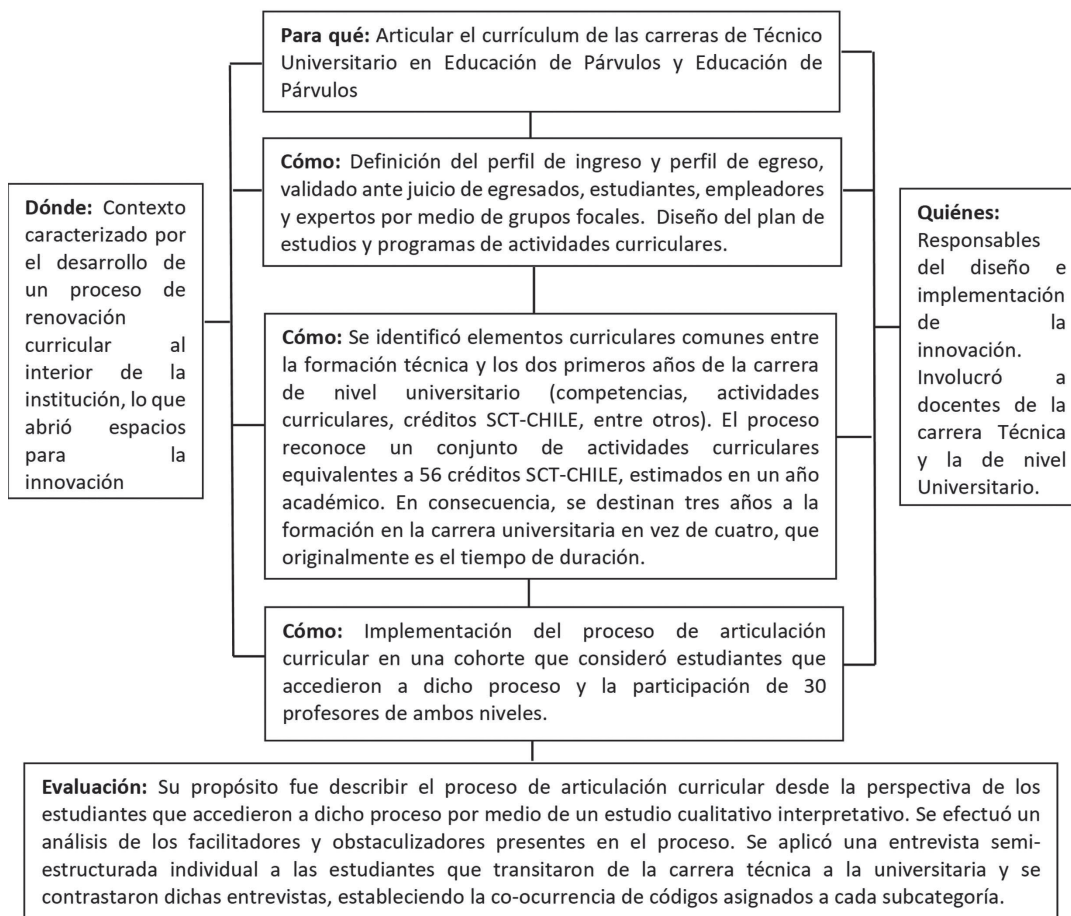 Para qué: Articular el currículum de las carreras de Técnico
Universitario en Educación de Párvulos y Educación de
Párvulos
Cómo: Definición del perfil de ingreso y perfil de egreso,
validado ante juicio de egresados, estudiantes, empleadores
y expertos por medio de grupos focales. Diseño del plan de
estudios y programas de actividades curriculares.
Dónde: Contexto
caracterizado por
el desarrollo de
un proceso de
renovación
curricular al
interior de la
institución, lo que
abrió espacios
para la
innovación
Quiénes:
Responsables
del diseño e
implementación
de la
innovación.
Involucró a
docentes de la
carrera Técnica
y la de nivel
Universitario.
Cómo: Se identificó elementos curriculares comunes entre
la formación técnica y los dos primeros años de la carrera
de nivel universitario (competencias, actividades
curriculares, créditos SCT-CHILE, entre otros). El proceso
reconoce un conjunto de actividades curriculares
equivalentes a 56 créditos SCT-CHILE, estimados en un año
académico. En consecuencia, se destinan tres años a la
formación en la carrera universitaria en vez de cuatro, que
originalmente es el tiempo de duración.
Cómo: Implementación del proceso de articulación
curricular en una cohorte que consideró estudiantes que
accedieron a dicho proceso y la participación de 30
profesores de ambos niveles.
Evaluación: Su propósito fue describir el proceso de articulación curricular desde la perspectiva de los
estudiantes que accedieron a dicho proceso por medio de un estudio cualitativo interpretativo. Se efectuó un
análisis de los facilitadores y obstaculizadores presentes en el proceso. Se aplicó una entrevista semi-
estructurada individual a las estudiantes que transitaron de la carrera técnica a la universitaria y se
contrastaron dichas entrevistas, estableciendo la co-ocurrencia de códigos asignados a cada subcategoría.